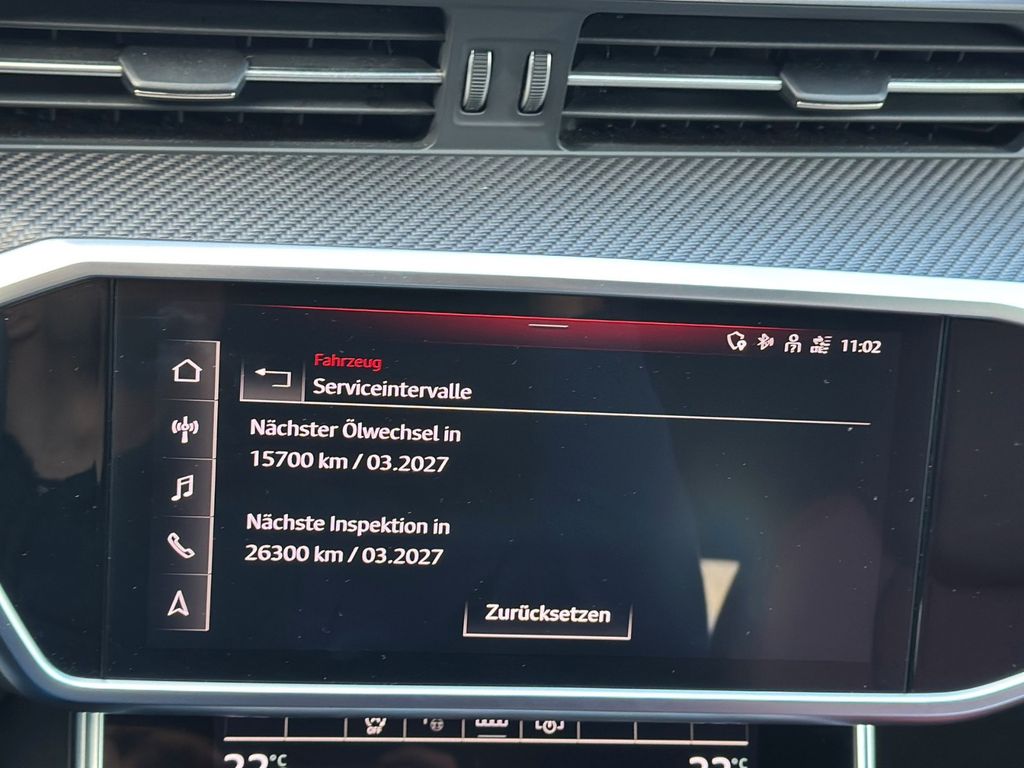 11:02
Fahrzeug
Serviceintervalle
Nächster Ölwechsel in
15700 km / 03.2027
Nächste Inspektion in
26300 km / 03.2027
Zurücksetzen
OFF